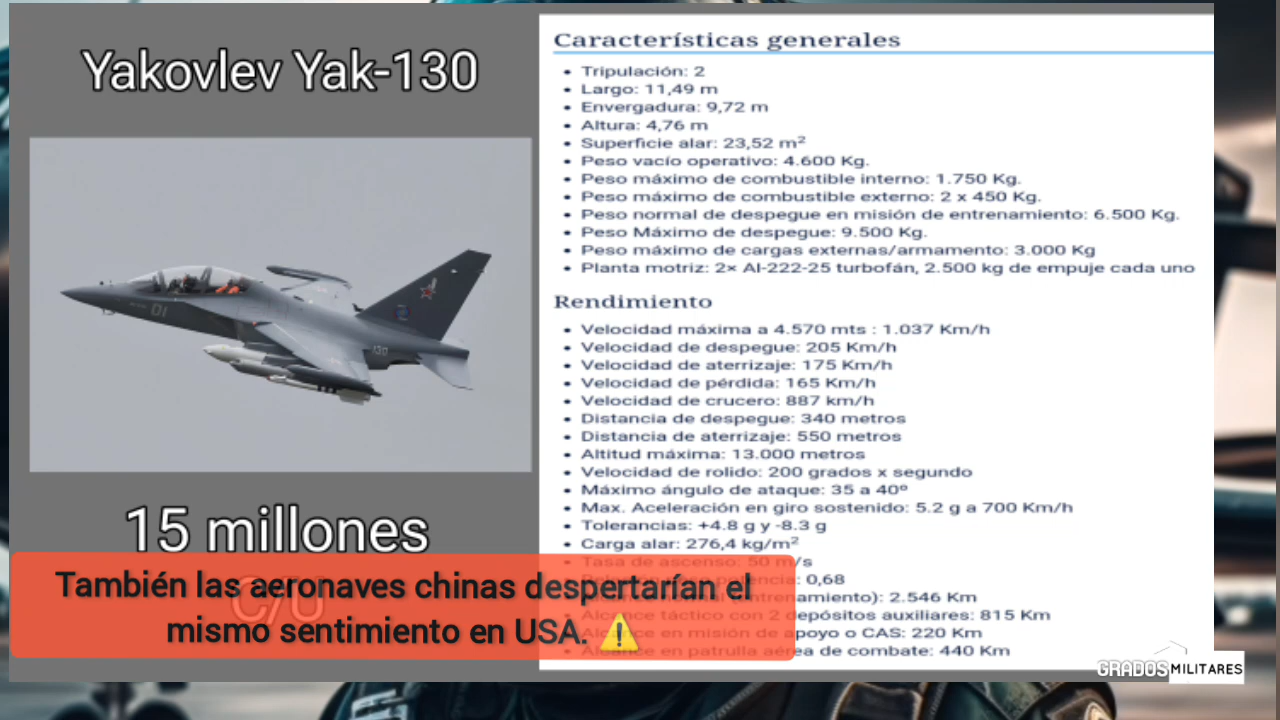 Yakovlev Yak-130
15 millones
C/U
También las aeronaves chinas despertarían el
mismo sentimiento en USA. ⚠️
Características generales
• Tripulación: 2
• Largo: 11,49 m
• Envergadura: 9,72 m
• Altura: 4,76 m
• Superficie alar: 23,52 m²
• Peso vacío operativo: 4.600 Kg.
• Peso máximo de combustible interno: 1.750 Kg.
• Peso máximo de combustible externo: 2 x 450 Kg.
• Peso normal de despegue en misión de entrenamiento: 6.500 Kg.
• Peso Máximo de despegue: 9.500 Kg.
• Peso máximo de cargas externas/armamento: 3.000 Kg
• Planta motriz: 2× AI-222-25 turbofán, 2.500 kg de empuje cada uno
Rendimiento
• Velocidad máxima a 4.570 mts : 1.037 Km/h
• Velocidad de despegue: 205 Km/h
• Velocidad de aterrizaje: 175 Km/h
• Velocidad de pérdida: 165 Km/h
• Velocidad de crucero: 887 km/h
• Distancia de despegue: 340 metros
• Distancia de aterrizaje: 550 metros
• Altitud máxima: 13.000 metros
• Velocidad de rolido: 200 grados x segundo
• Máximo ángulo de ataque: 35 a 40º
• Max. Aceleración en giro sostenido: 5.2 g a 700 Km/h
• Tolerancias: +4.8 g y -8.3 g
• Carga alar: 276,4 kg/m²
• Tasa de ascenso: 50 m/s
: 0,68
2.546 Km
• Alcance táctico con 2 depósitos auxiliares: 815 Km
• Alcance en misión de apoyo o CAS: 220 Km
• Alcance en patrulla aérea de combate: 440 Km
01
130
GRADOS MILITARES